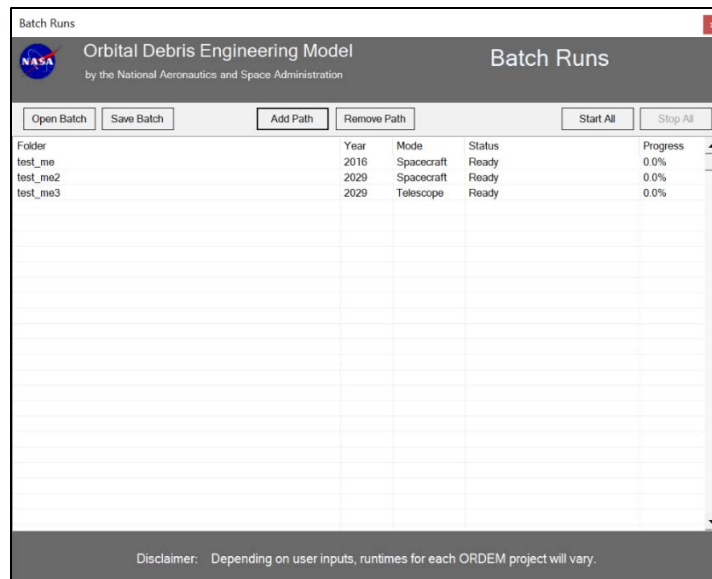 Batch Runs
NASA
Orbital Debris Engineering Model
by the National Aeronautics and Space Administration
Batch Runs
Open Batch Save Batch Add Path Remove Path Start All Stop All
Folder Year Mode Status Progress
test_me 2016 Spacecraft Ready 0.0%
test_me2 2029 Spacecraft Ready 0.0%
test_me3 2029 Telescope Ready 0.0%
Disclaimer: Depending on user inputs, runtimes for each ORDEM project will vary.